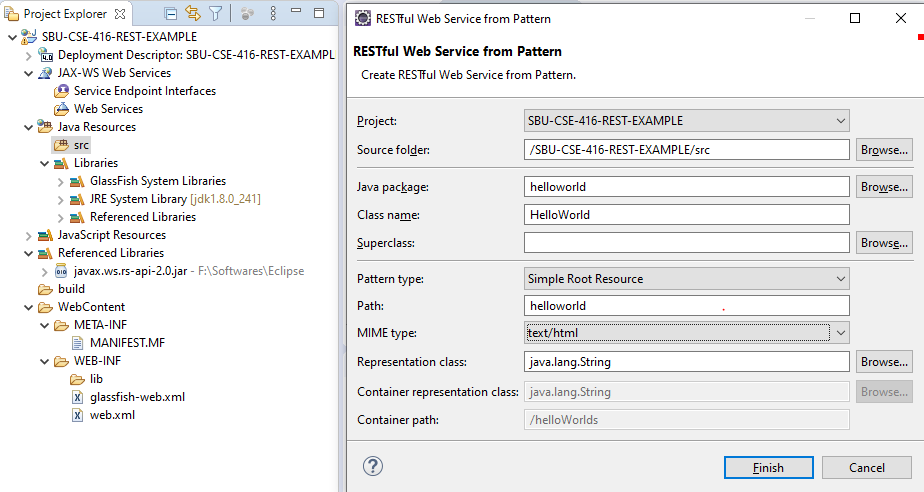 Project Explorer
SBU-CSE-416-REST-EXAMPLE
Deployment Descriptor: SBU-CSE-416-REST-EXAMPL
JAX-WS Web Services
Service Endpoint Interfaces
Web Services
Java Resources
src
Libraries
GlassFish System Libraries
JRE System Library [jdk1.8.0_241]
Referenced Libraries
JavaScript Resources
Referenced Libraries
javax.ws.rs-api-2.0.jar - F:\Softwares\Eclipse
build
WebContent
META-INF
MANIFEST.MF
WEB-INF
lib
glassfish-web.xml
web.xml
RESTful Web Service from Pattern
RESTful Web Service from Pattern
Create RESTful Web Service from Pattern.
Project: SBU-CSE-416-REST-EXAMPLE
Source folder: /SBU-CSE-416-REST-EXAMPLE/src Browse...
Java package: helloworld Browse...
Class name: HelloWorld
Superclass: Browse...
Pattern type: Simple Root Resource
Path: helloworld .
MIME type: text/html
Representation class: java.lang.String Browse...
Container representation class: java.lang.String Browse...
Container path: /helloWorlds
? Finish Cancel